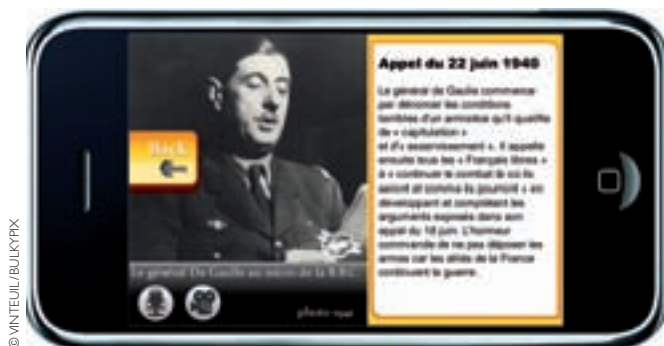 © VINTEUIL/BULKYPIX
Back
Le général De Gaulle au micro de la B.B.C.
photo 1941
Appel du 22 juin 1940
Le général de Gaulle commence
par dénoncer les conditions
terribles d'un armistice qu'il qualifie
de « capitulation »
et d'« asservissement ». Il appelle
ensuite tous les « Français libres »
à « continuer le combat là où ils
seront et comme ils pourront » en
développant et complétant les
arguments exposés dans son
appel du 18 juin. L'honneur
commande de ne pas déposer les
armes car les alliés de la France
continuent la guerre.